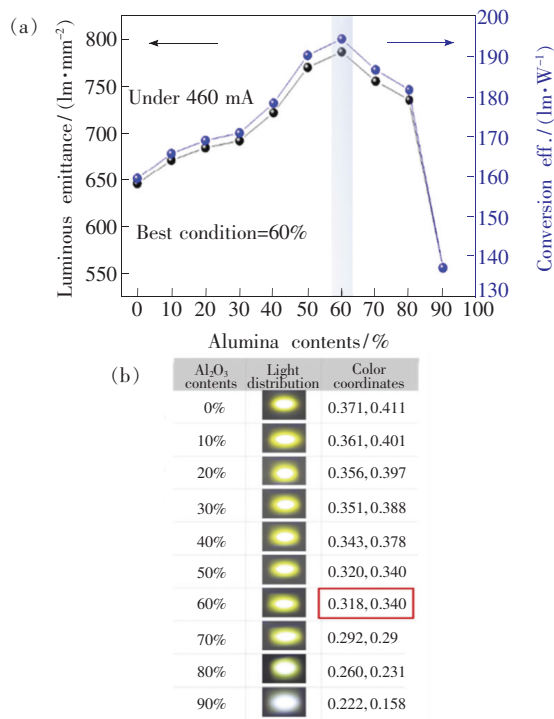 (a)
800
750
700
650
600
550
Luminous emittance/(lm·mm⁻²)
Under 460 mA
Best condition=60%
200
190
180
170
160
150
140
130
Conversion eff./(lm·W⁻¹)
0 10 20 30 40 50 60 70 80 90 100
Alumina contents/%
(b)
Al₂O₃ contents Light distribution Color coordinates
0% 0.371,0.411
10% 0.361,0.401
20% 0.356,0.397
30% 0.351,0.388
40% 0.343,0.378
50% 0.320,0.340
60% 0.318,0.340
70% 0.292,0.29
80% 0.260,0.231
90% 0.222,0.158